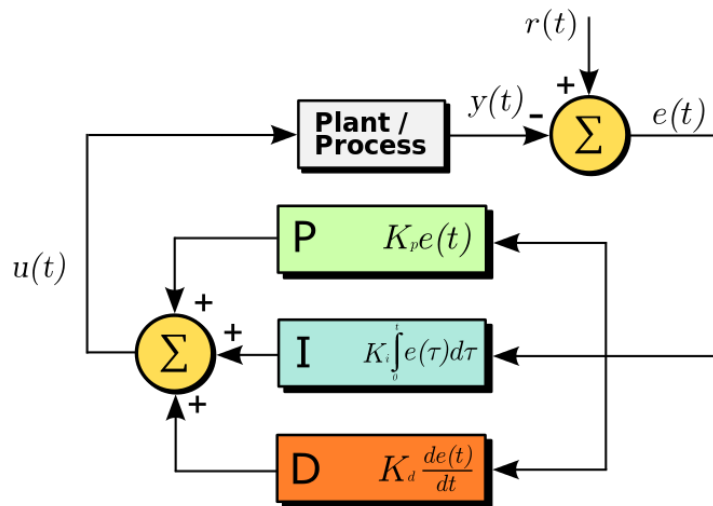 r(t)
+
Plant /
Process
y(t)
-
Σ
e(t)
P K_p e(t)
u(t)
+
Σ
+
I K_i ∫_0^t e(τ)dτ
+
D K_d de(t)/dt